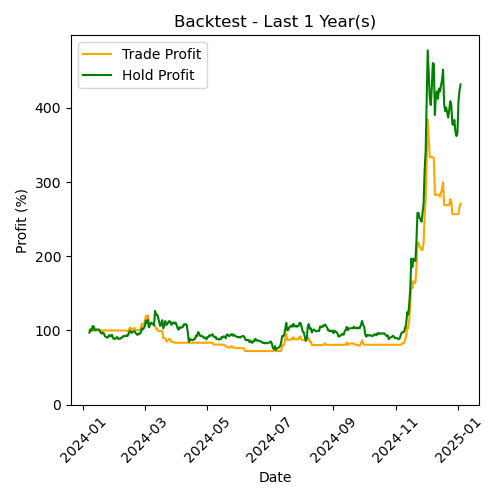 Backtest - Last 1 Year(s)
Trade Profit
Hold Profit
Profit (%)
400
300
200
100
0
2024-01
2024-03
2024-05
2024-07
2024-09
2024-11
2025-01
Date